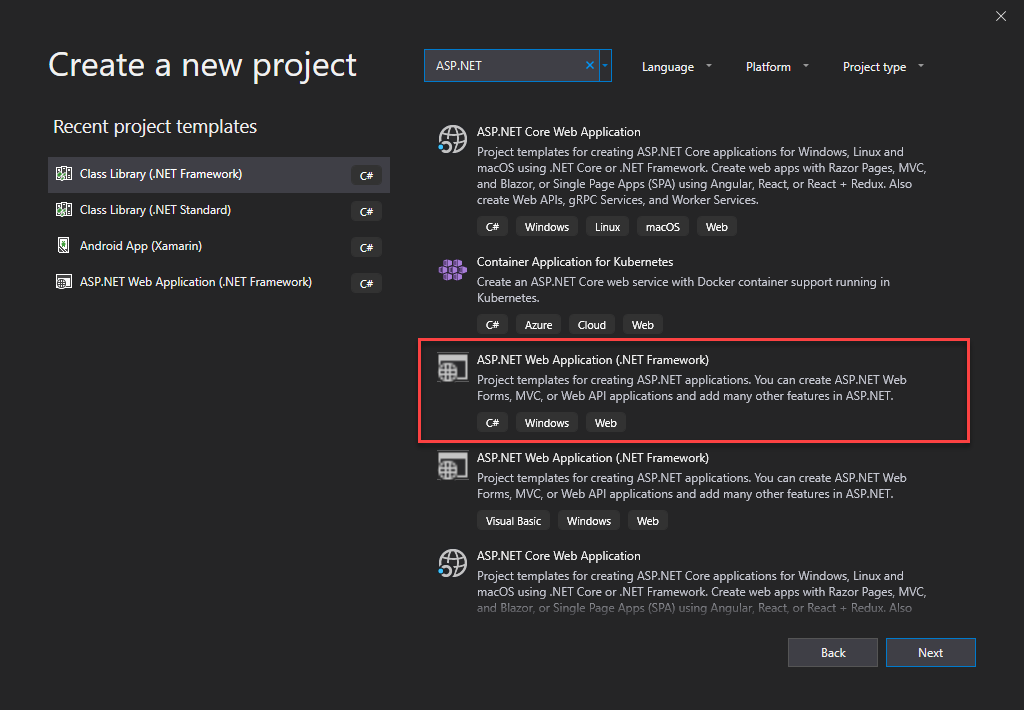 Create a new project
ASP.NET
Language
Platform
Project type
Recent project templates
Class Library (.NET Framework)
C#
Class Library (.NET Standard)
C#
Android App (Xamarin)
C#
ASP.NET Web Application (.NET Framework)
C#
ASP.NET Core Web Application
Project templates for creating ASP.NET Core applications for Windows, Linux and
macOS using .NET Core or .NET Framework. Create web apps with Razor Pages, MVC,
and Blazor, or Single Page Apps (SPA) using Angular, React, or React + Redux. Also
create Web APIs, gRPC Services, and Worker Services.
C# Windows Linux macOS Web
Container Application for Kubernetes
Create an ASP.NET Core web service with Docker container support running in
Kubernetes.
C# Azure Cloud Web
ASP.NET Web Application (.NET Framework)
Project templates for creating ASP.NET applications. You can create ASP.NET Web
Forms, MVC, or Web API applications and add many other features in ASP.NET.
C# Windows Web
ASP.NET Web Application (.NET Framework)
Project templates for creating ASP.NET applications. You can create ASP.NET Web
Forms, MVC, or Web API applications and add many other features in ASP.NET.
Visual Basic Windows Web
ASP.NET Core Web Application
Project templates for creating ASP.NET Core applications for Windows, Linux and
macOS using .NET Core or .NET Framework. Create web apps with Razor Pages, MVC,
and Blazor, or Single Page Apps (SPA) using Angular, React, or React + Redux. Also
Back
Next